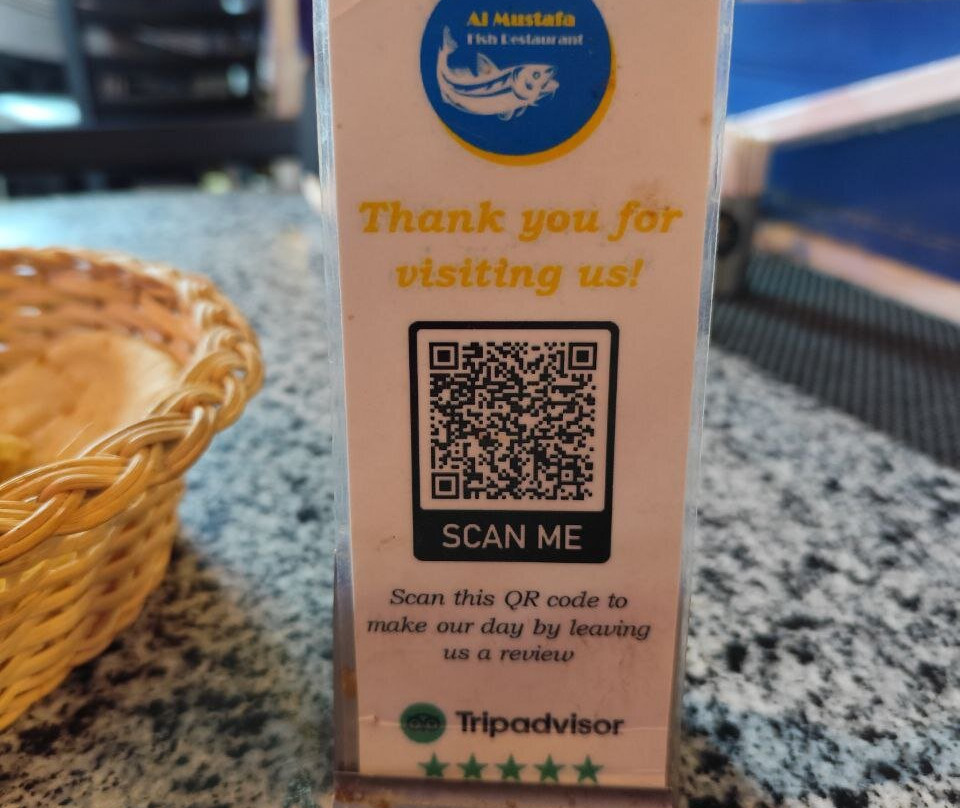 Al Mustafa
Fish Restaurant
Thank you for
visiting us!
SCAN ME
Scan this QR code to
make our day by leaving
us a review
Tripadvisor